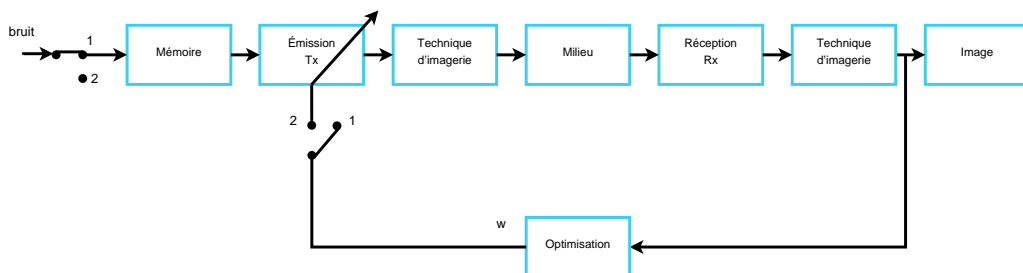 bruit
1
2
Mémoire
Émission
Tx
Technique
d'imagerie
Milieu
Réception
Rx
Technique
d'imagerie
Image
2
1
w
Optimisation